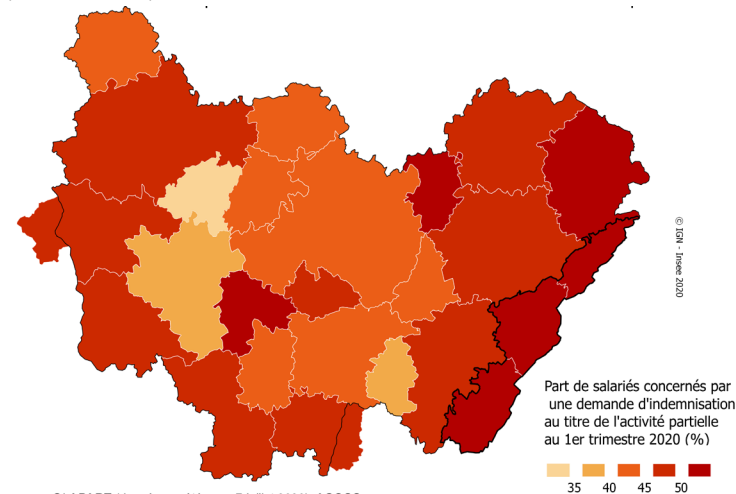 © IGN - Insee 2020
Part de salariés concernés par
une demande d'indemnisation
au titre de l'activité partielle
au 1er trimestre 2020 (%)
35 40 45 50